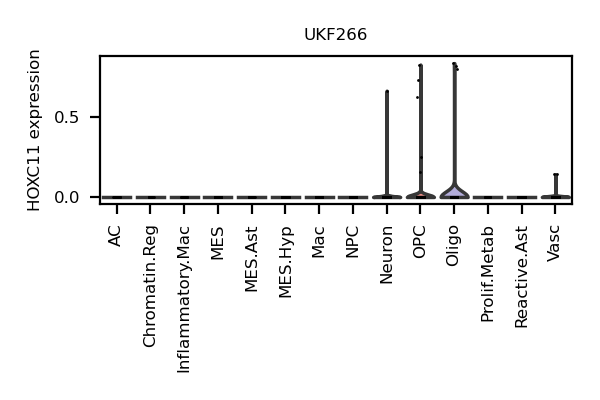 UKF266
HOXC11 expression
0.5
0.0
AC
Chromatin.Reg
Inflammatory.Mac
MES
MES.Ast
MES.Hyp
Mac
NPC
Neuron
OPC
Oligo
Prolif.Metab
Reactive.Ast
Vasc